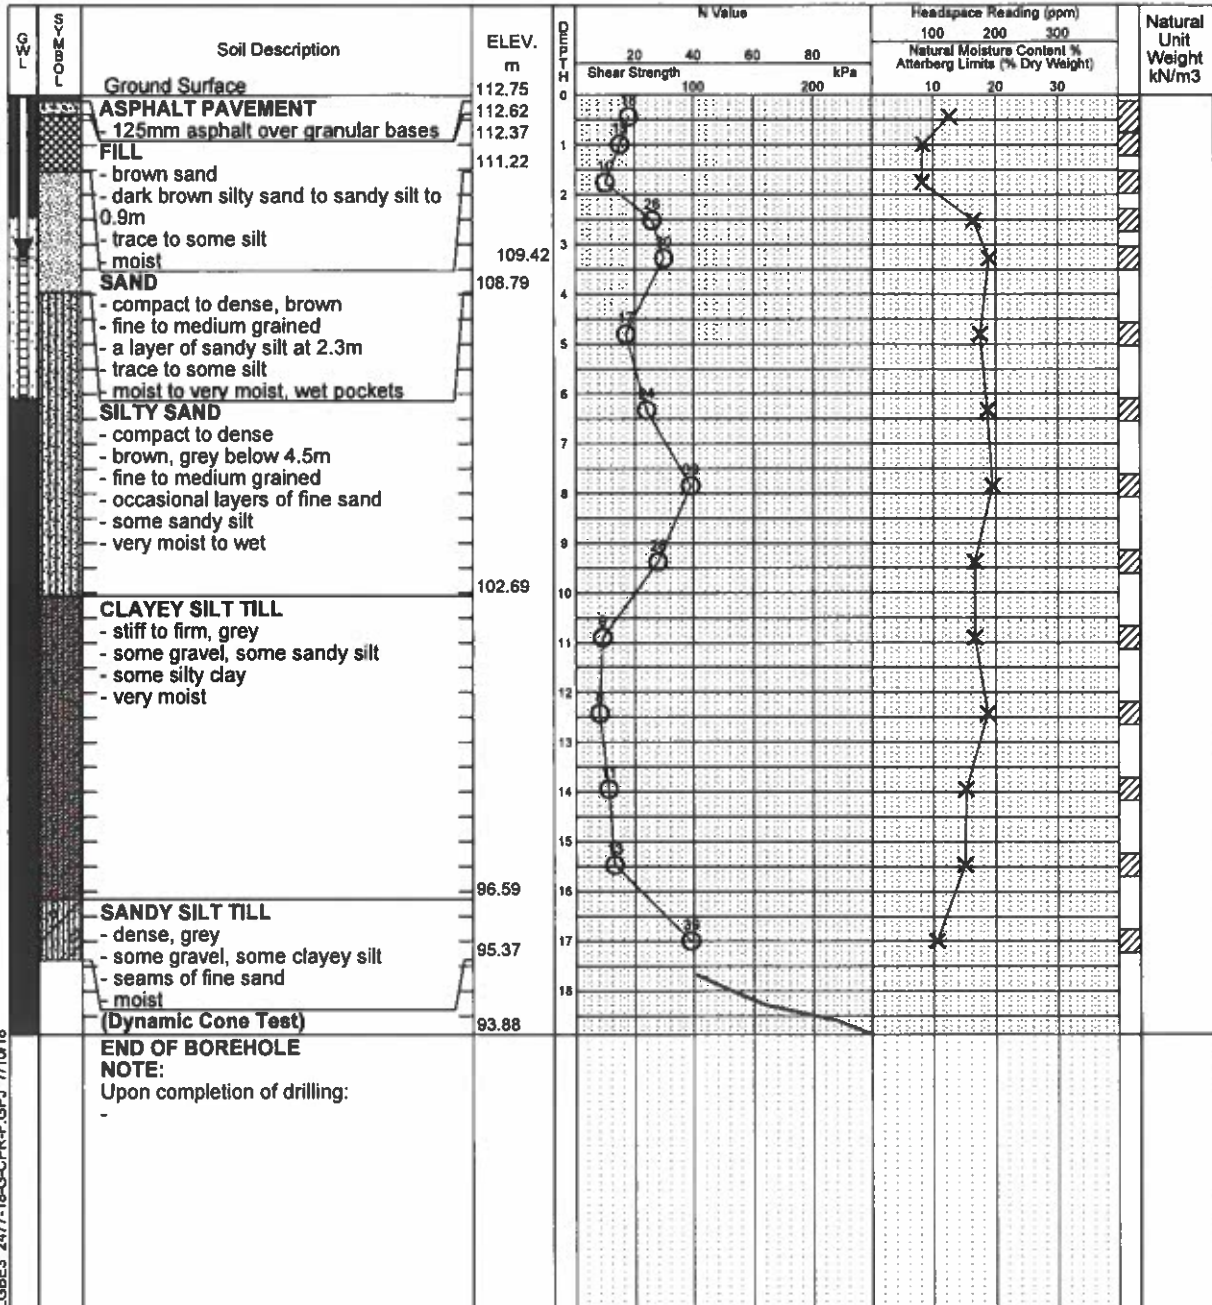 GWL
SYMBOL
Soil Description
ELEV.
m
DEPTH
N Value
20 40 60 80
Shear Strength kPa
100 200
Headspace Reading (ppm)
100 200 300
Natural Moisture Content %
Atterberg Limits (% Dry Weight)
10 20 30
Natural
Unit
Weight
kN/m3
Ground Surface 112.75
ASPHALT PAVEMENT 112.62
- 125mm asphalt over granular bases 112.37
FILL 111.22
- brown sand
- dark brown silty sand to sandy silt to
0.9m
- trace to some silt
- moist 109.42
SAND 108.79
- compact to dense, brown
- fine to medium grained
- a layer of sandy silt at 2.3m
- trace to some silt
- moist to very moist, wet pockets
SILTY SAND
- compact to dense
- brown, grey below 4.5m
- fine to medium grained
- occasional layers of fine sand
- some sandy silt
- very moist to wet
102.69
CLAYEY SILT TILL
- stiff to firm, grey
- some gravel, some sandy silt
- some silty clay
- very moist
96.59
SANDY SILT TILL
- dense, grey
- some gravel, some clayey silt 95.37
- seams of fine sand
- moist
(Dynamic Cone Test) 93.88
END OF BOREHOLE
NOTE:
Upon completion of drilling:
-
0
1
2
3
4
5
6
7
8
9
10
11
12
13
14
15
16
17
18
18
26
17
24